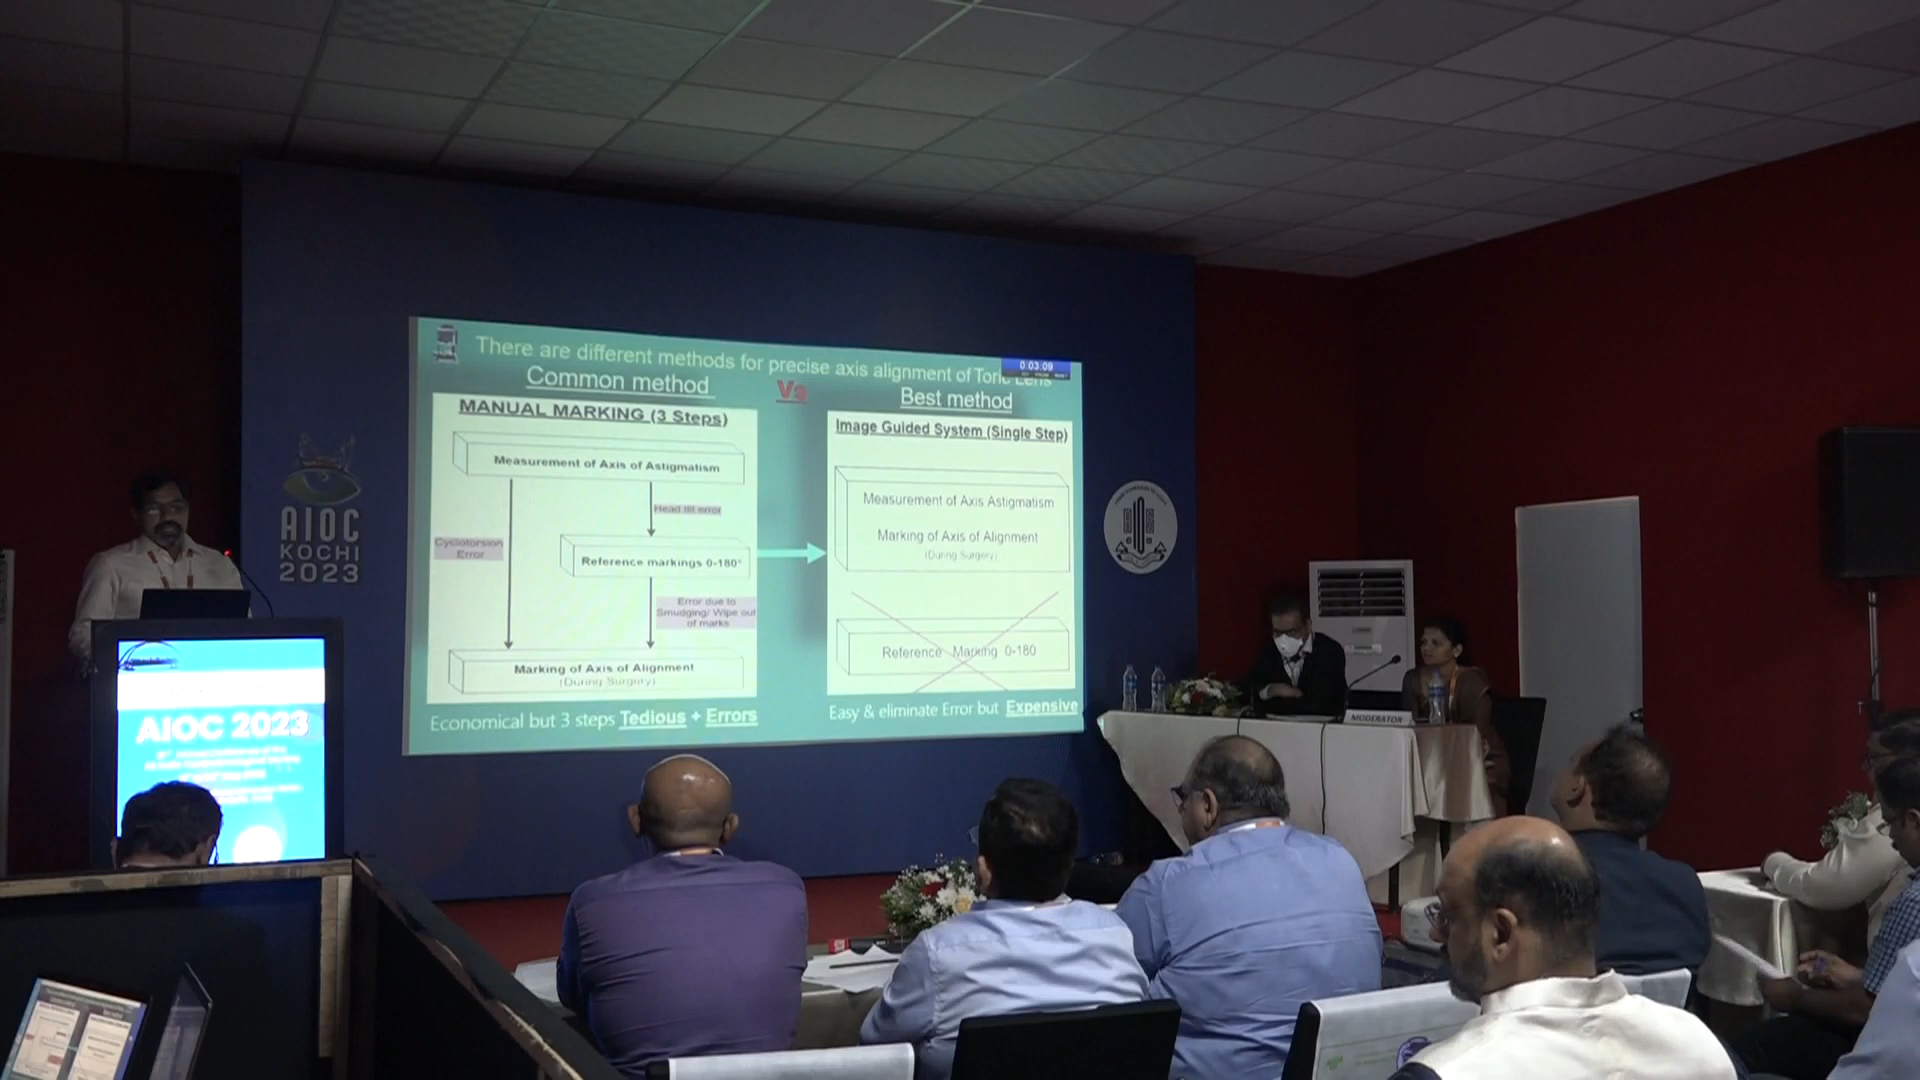 There are different methods for precise axis alignment of Toric Lens
0:03:09
Common method
Vs
Best method
MANUAL MARKING (3 Steps)
Measurement of Axis of Astigmatism
Head tilt error
Cyclotorsion
Error
Reference markings 0-180°
Error due to
Smudging/ Wipe out
of marks
Marking of Axis of Alignment
(During Surgery)
Economical but 3 steps Tedious + Errors
Image Guided System (Single Step)
Measurement of Axis Astigmatism
Marking of Axis of Alignment
(During Surgery)
Reference Marking 0-180
Easy & eliminate Error but Expensive
AIOC
KOCHI
2023
AIOC 2023
MODERATOR